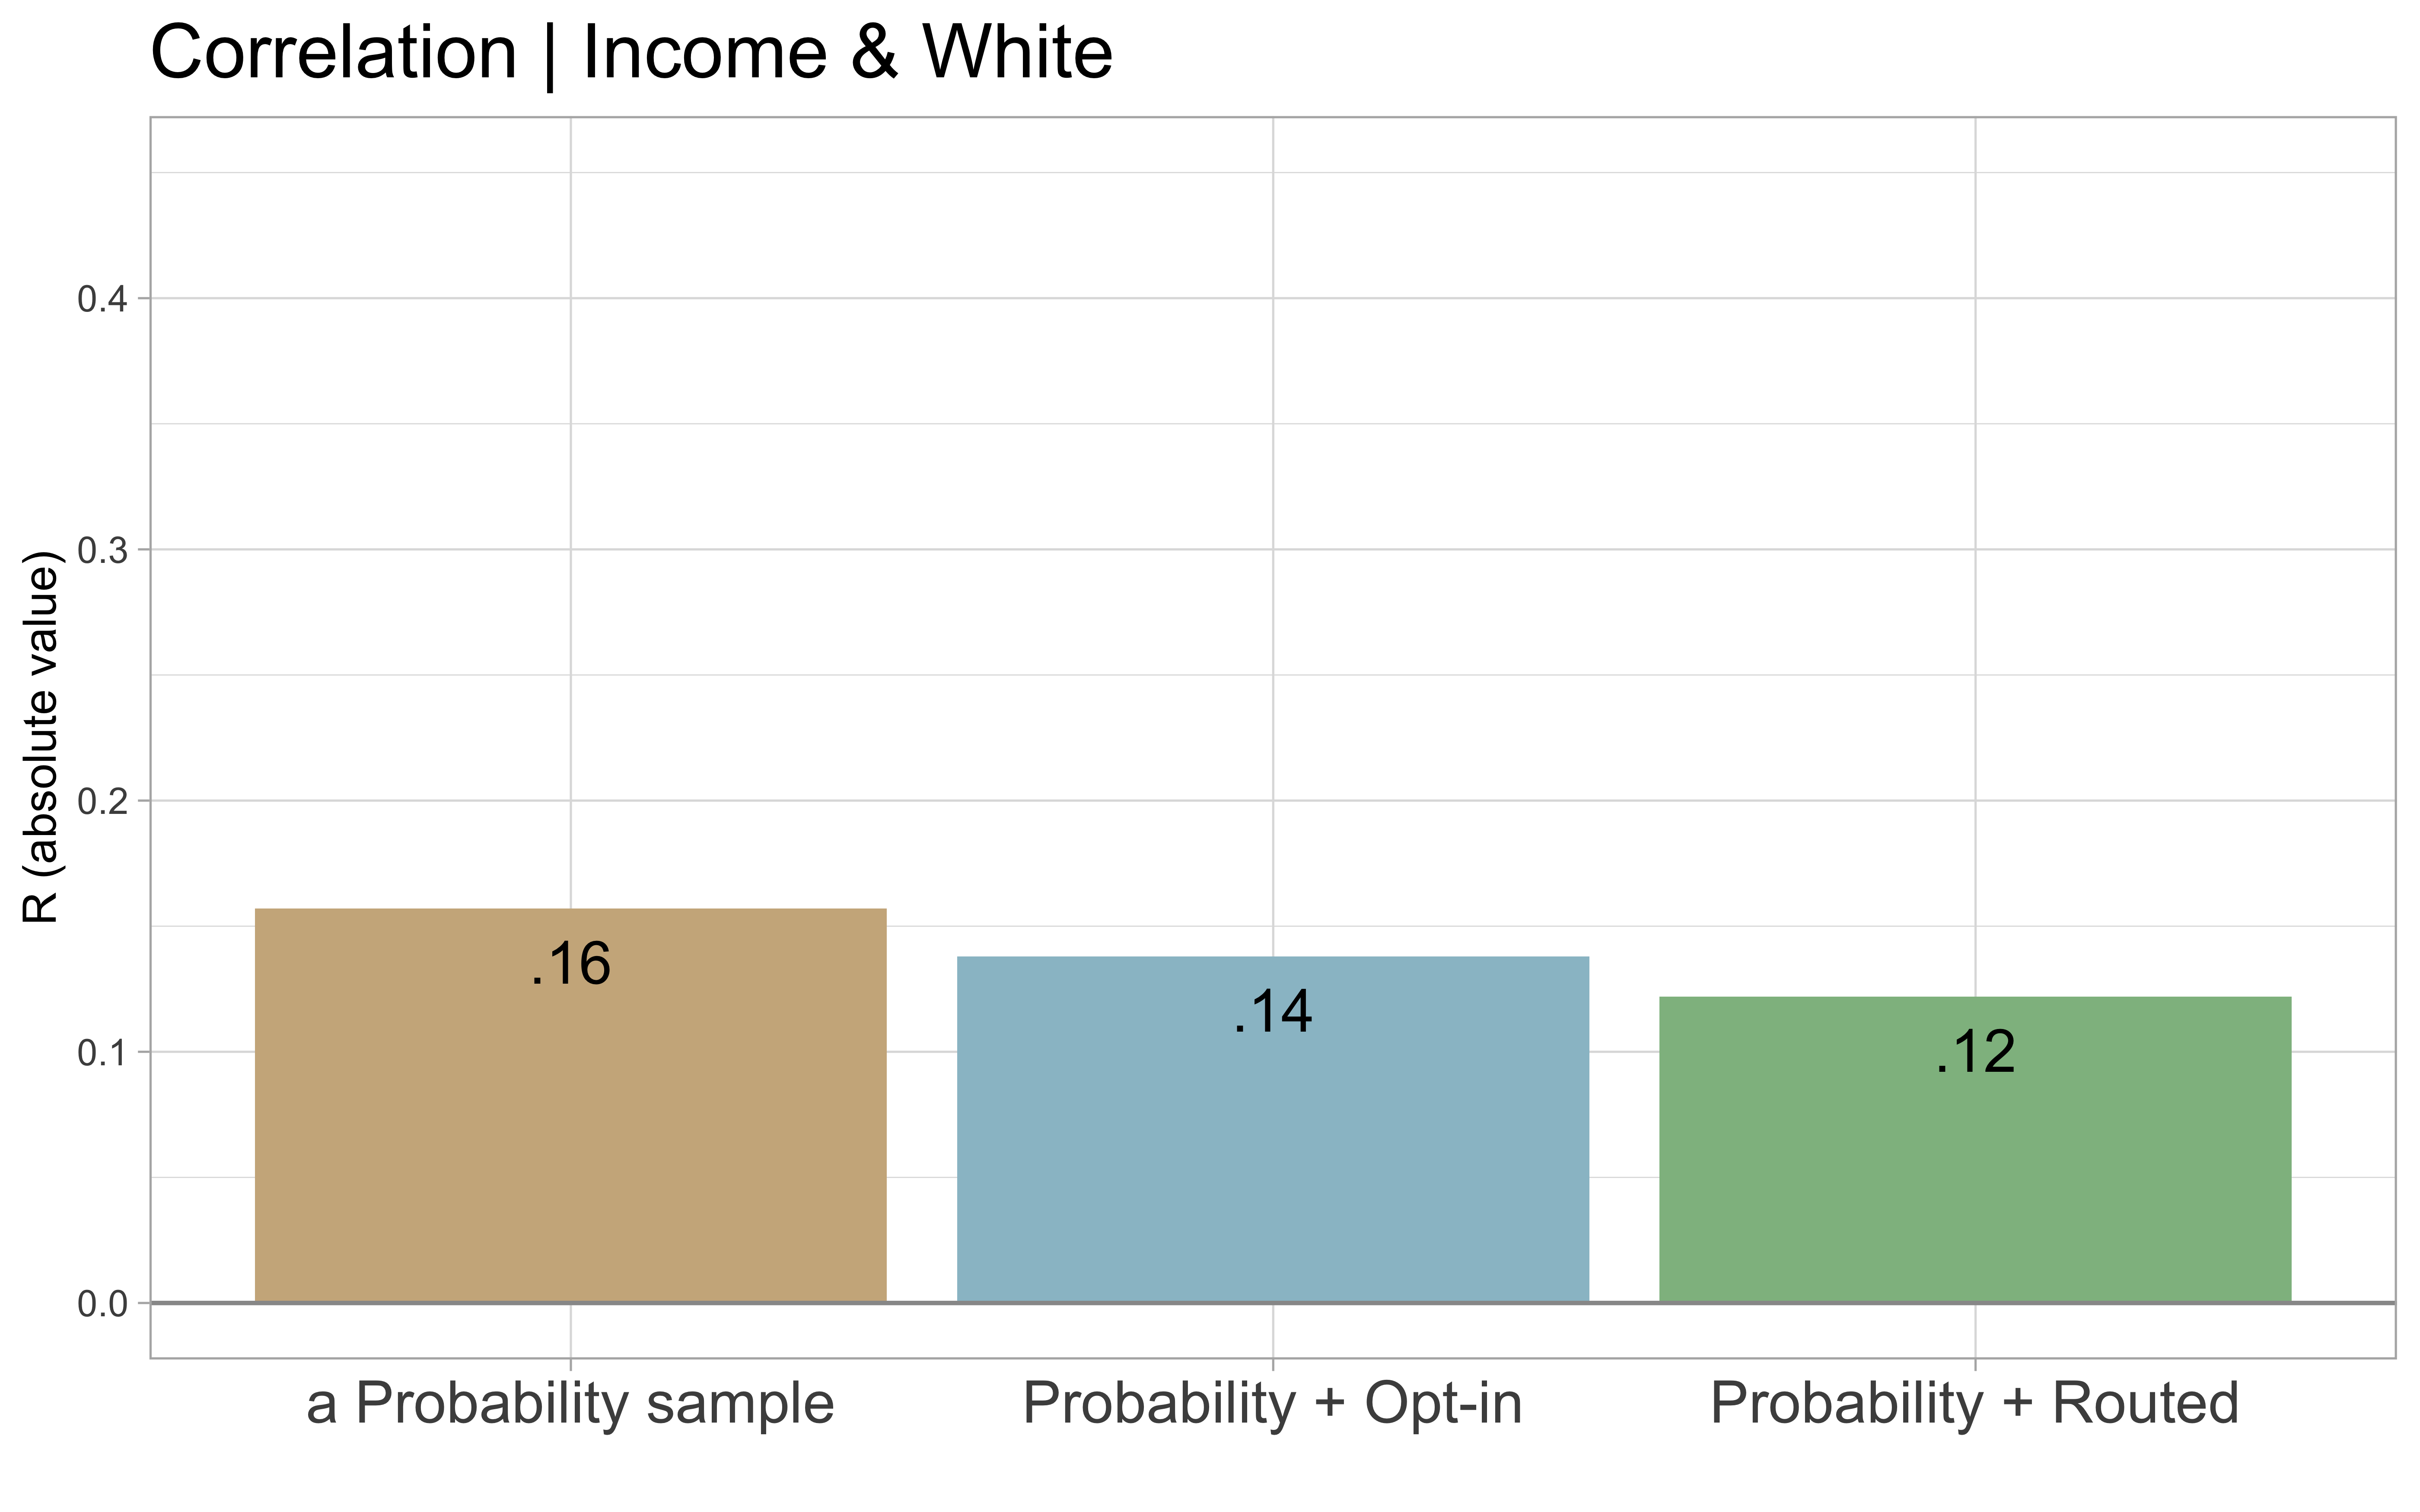 Correlation | Income & White
R (absolute value)
0.4
0.3
0.2
0.1
0.0
.16
.14
.12
a Probability sample
Probability + Opt-in
Probability + Routed